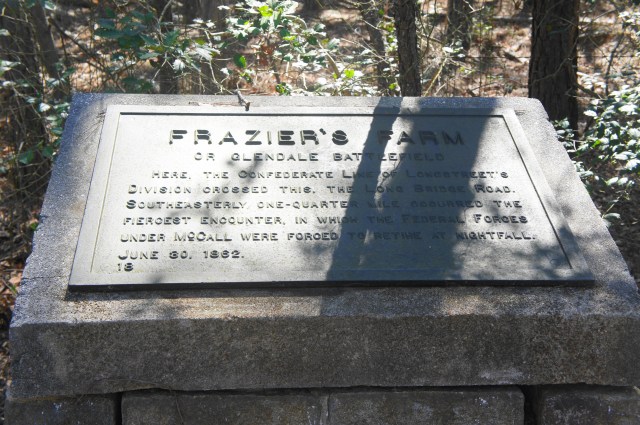 FRAZIER'S FARM
OR GLENDALE BATTLEFIELD
HERE, THE CONFEDERATE LINE OF LONGSTREET'S
DIVISION CROSSED THIS, THE LONG BRIDGE ROAD.
SOUTHEASTERLY, ONE-QUARTER MILE, OCCURRED THE
FIERCEST ENCOUNTER, IN WHICH THE FEDERAL FORCES
UNDER MCCALL WERE FORCED TO RETIRE AT NIGHTFALL.
JUNE 30, 1862.
18